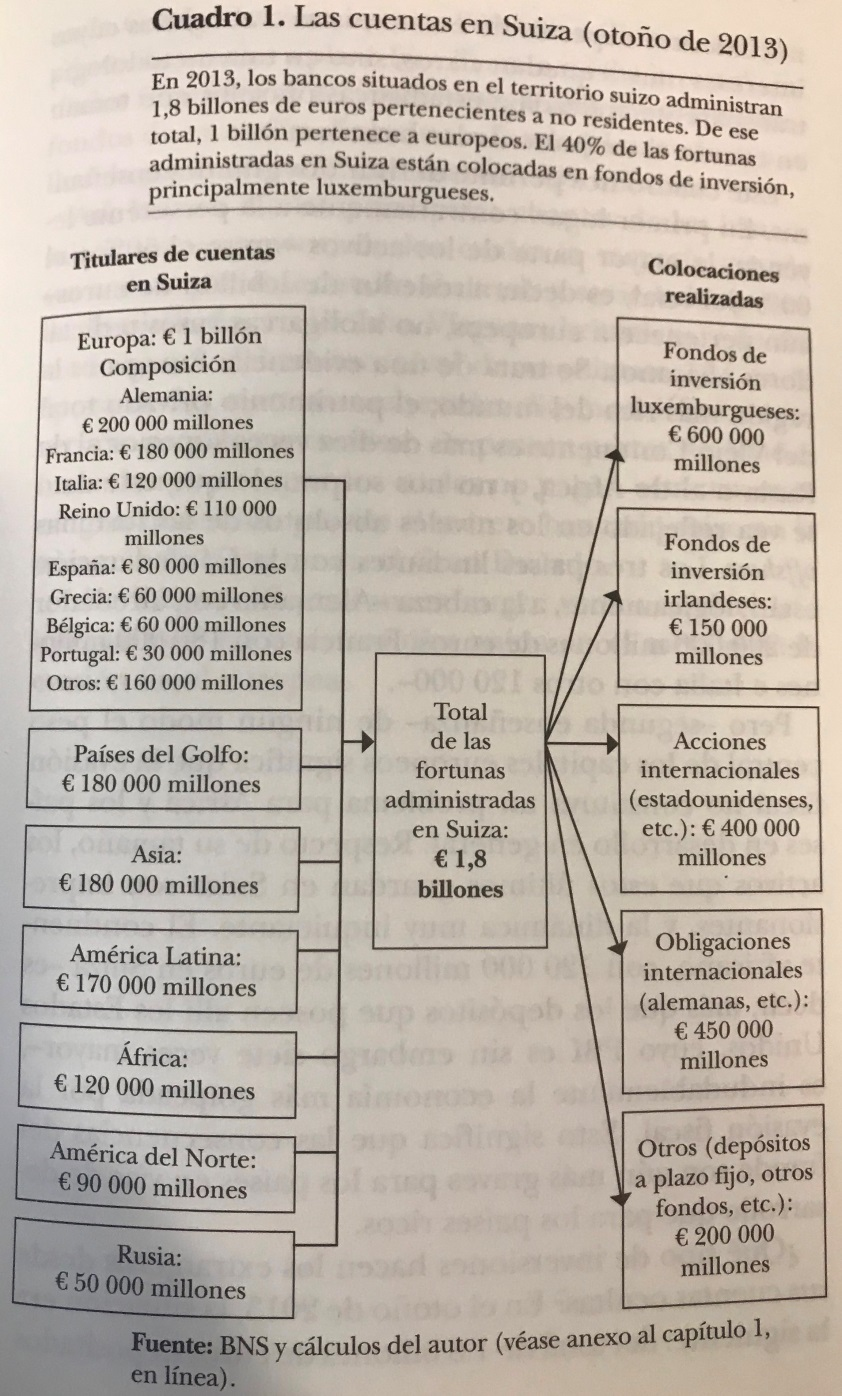 Cuadro 1. Las cuentas en Suiza (otoño de 2013)
En 2013, los bancos situados en el territorio suizo administran
1,8 billones de euros pertenecientes a no residentes. De ese
total, 1 billón pertenece a europeos. El 40% de las fortunas
administradas en Suiza están colocadas en fondos de inversión,
principalmente luxemburgueses.
Titulares de cuentas
en Suiza
Europa: € 1 billón
Composición
Alemania:
€ 200 000 millones
Francia: € 180 000 millones
Italia: € 120 000 millones
Reino Unido: € 110 000
millones
España: € 80 000 millones
Grecia: € 60 000 millones
Bélgica: € 60 000 millones
Portugal: € 30 000 millones
Otros: € 160 000 millones
Países del Golfo:
€ 180 000 millones
Asia:
€ 180 000 millones
América Latina:
€ 170 000 millones
África:
€ 120 000 millones
América del Norte:
€ 90 000 millones
Rusia:
€ 50 000 millones
Total
de las
fortunas
administradas
en Suiza:
€ 1,8
billones
Colocaciones
realizadas
Fondos de
inversión
luxemburgueses:
€ 600 000
millones
Fondos de
inversión
irlandeses:
€ 150 000
millones
Acciones
internacionales
(estadounidenses,
etc.): € 400 000
millones
Obligaciones
internacionales
(alemanas, etc.):
€ 450 000
millones
Otros (depósitos
a plazo fijo, otros
fondos, etc.):
€ 200 000
millones
Fuente: BNS y cálculos del autor (véase anexo al capítulo 1,
en línea).